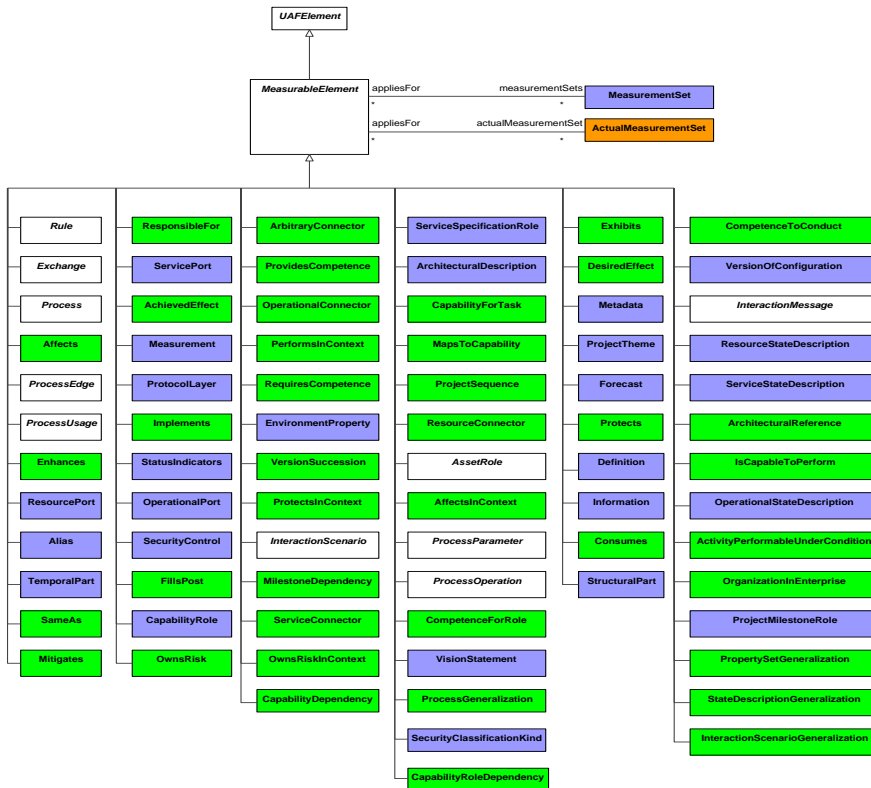 UAFElement
MeasurableElement
appliesFor
measurementSets
*
*
MeasurementSet
appliesFor
actualMeasurementSet
*
*
ActualMeasurementSet
Rule
Exchange
Process
Affects
ProcessEdge
ProcessUsage
Enhances
ResourcePort
Alias
TemporalPart
SameAs
Mitigates
ResponsibleFor
ServicePort
AchievedEffect
Measurement
ProtocolLayer
Implements
StatusIndicators
OperationalPort
SecurityControl
FillsPost
CapabilityRole
OwnsRisk
ArbitraryConnector
ProvidesCompetence
OperationalConnector
PerformsInContext
RequiresCompetence
EnvironmentProperty
VersionSuccession
ProtectsInContext
InteractionScenario
MilestoneDependency
ServiceConnector
OwnsRiskInContext
CapabilityDependency
ServiceSpecificationRole
ArchitecturalDescription
CapabilityForTask
MapsToCapability
ProjectSequence
ResourceConnector
AssetRole
AffectsInContext
ProcessParameter
ProcessOperation
CompetenceForRole
VisionStatement
ProcessGeneralization
SecurityClassificationKind
CapabilityRoleDependency
Exhibits
DesiredEffect
Metadata
ProjectTheme
Forecast
Protects
Definition
Information
Consumes
StructuralPart
CompetenceToConduct
VersionOfConfiguration
InteractionMessage
ResourceStateDescription
ServiceStateDescription
ArchitecturalReference
IsCapableToPerform
OperationalStateDescription
ActivityPerformableUnderCondition
OrganizationInEnterprise
ProjectMilestoneRole
PropertySetGeneralization
StateDescriptionGeneralization
InteractionScenarioGeneralization